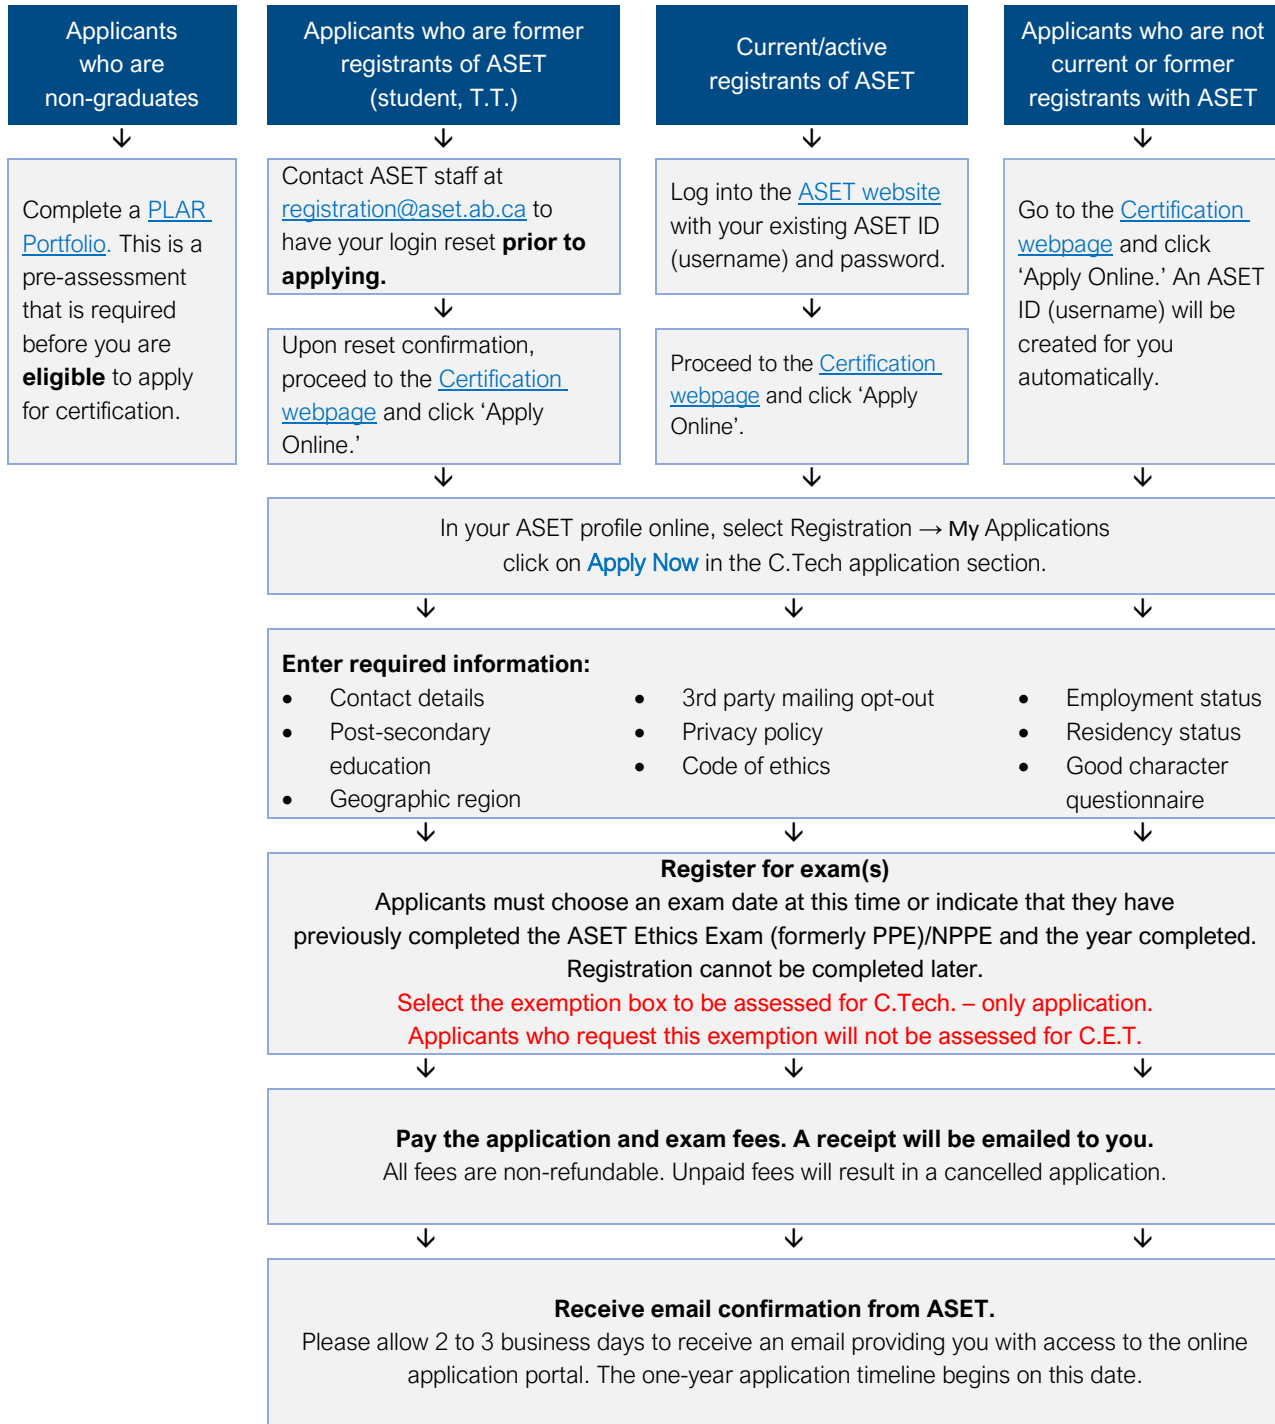 Applicants
who are
non-graduates
Applicants who are former
registrants of ASET
(student, T.T.)
Current/active
registrants of ASET
Applicants who are not
current or former
registrants with ASET
Complete a PLAR
Portfolio. This is a
pre-assessment
that is required
before you are
eligible to apply
for certification.
Contact ASET staff at
registration@aset.ab.ca to
have your login reset prior to
applying.
Upon reset confirmation,
proceed to the Certification
webpage and click ‘Apply
Online.’
Log into the ASET website
with your existing ASET ID
(username) and password.
Proceed to the Certification
webpage and click ‘Apply
Online’.
Go to the Certification
webpage and click
‘Apply Online.’ An ASET
ID (username) will be
created for you
automatically.
In your ASET profile online, select Registration → My Applications
click on Apply Now in the C.Tech application section.
Enter required information:
• Contact details
• Post-secondary
education
• Geographic region
• 3rd party mailing opt-out
• Privacy policy
• Code of ethics
• Employment status
• Residency status
• Good character
questionnaire
Register for exam(s)
Applicants must choose an exam date at this time or indicate that they have
previously completed the ASET Ethics Exam (formerly PPE)/NPPE and the year completed.
Registration cannot be completed later.
Select the exemption box to be assessed for C.Tech. – only application.
Applicants who request this exemption will not be assessed for C.E.T.
Pay the application and exam fees. A receipt will be emailed to you.
All fees are non-refundable. Unpaid fees will result in a cancelled application.
Receive email confirmation from ASET.
Please allow 2 to 3 business days to receive an email providing you with access to the online
application portal. The one-year application timeline begins on this date.